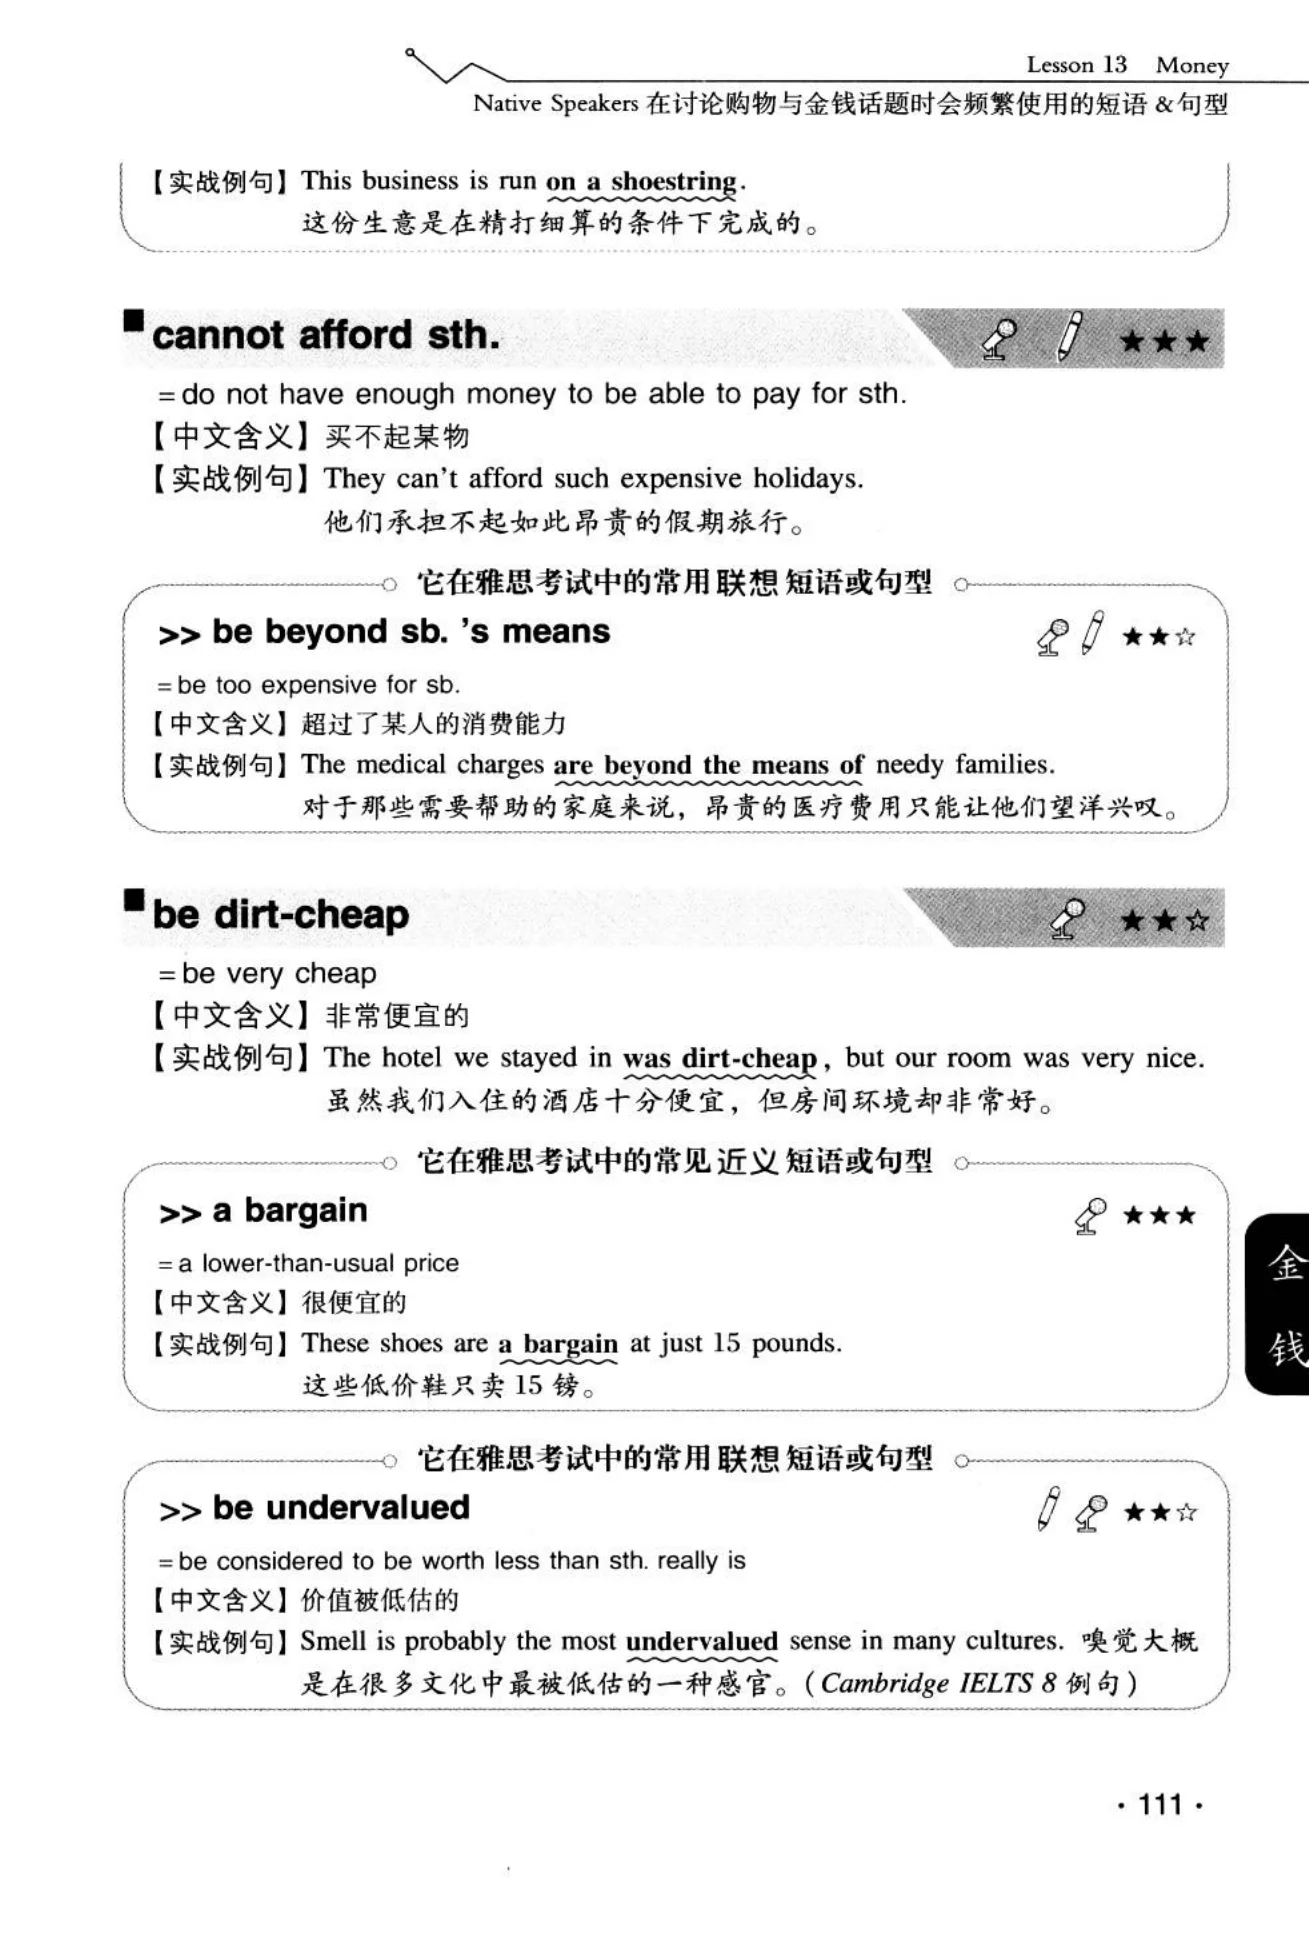 Lesson 13 Money
Native Speakers 在讨论购物与金钱话题时会频繁使用的短语 & 句型
【实战例句】This business is run on a shoestring.
这份生意是在精打细算的条件下完成的。
■ cannot afford sth. ★★★
= do not have enough money to be able to pay for sth.
【中文含义】买不起某物
【实战例句】They can't afford such expensive holidays.
他们承担不起如此昂贵的假期旅行。
它在雅思考试中的常用联想短语或句型
>> be beyond sb. 's means ★★☆
= be too expensive for sb.
【中文含义】超过了某人的消费能力
【实战例句】The medical charges are beyond the means of needy families.
对于那些需要帮助的家庭来说，昂贵的医疗费用只能让他们望洋兴叹。
■ be dirt-cheap ★★☆
= be very cheap
【中文含义】非常便宜的
【实战例句】The hotel we stayed in was dirt-cheap, but our room was very nice.
虽然我们入住的酒店十分便宜，但房间环境却非常好。
它在雅思考试中的常见近义短语或句型
>> a bargain ★★★
= a lower-than-usual price
【中文含义】很便宜的
【实战例句】These shoes are a bargain at just 15 pounds.
这些低价鞋只卖 15 镑。
它在雅思考试中的常用联想短语或句型
>> be undervalued ★★☆
= be considered to be worth less than sth. really is
【中文含义】价值被低估的
【实战例句】Smell is probably the most undervalued sense in many cultures. 嗅觉大概
是在很多文化中最被低估的一种感官。(Cambridge IELTS 8 例句)
金
钱
· 111 ·